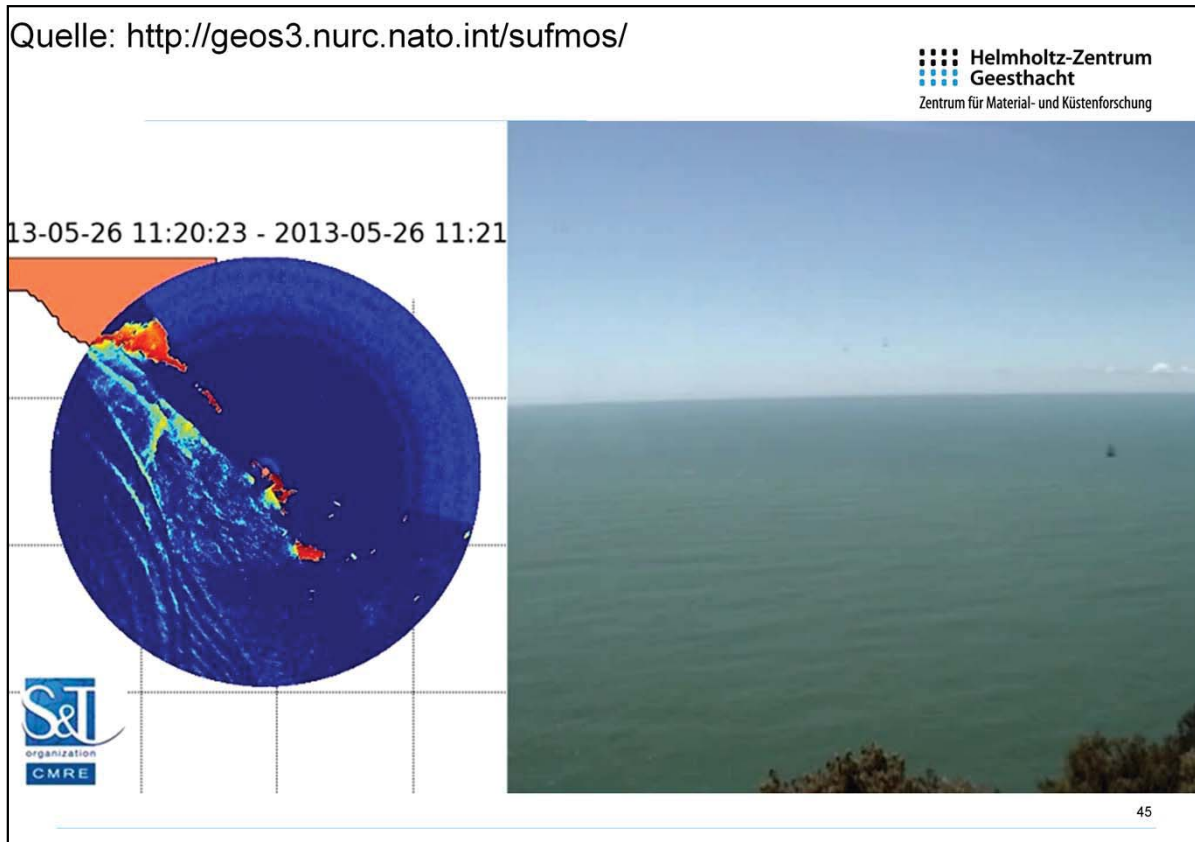 Quelle: http://geos3.nurc.nato.int/sufmos/
Helmholtz-Zentrum
Geesthacht
Zentrum für Material- und Küstenforschung
13-05-26 11:20:23 - 2013-05-26 11:21
S&T
organization
CMRE
45